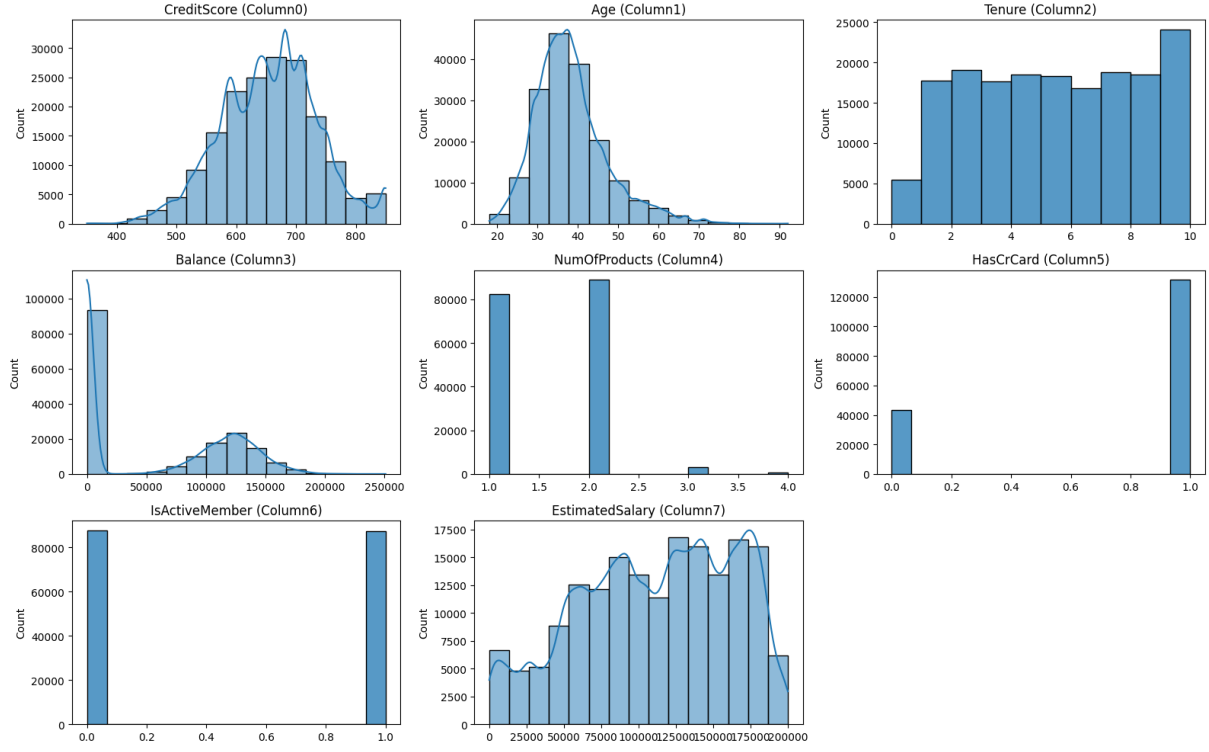 CreditScore (Column0)
Count
30000
25000
20000
15000
10000
5000
0
400 500 600 700 800
Age (Column1)
Count
40000
30000
20000
10000
0
20 30 40 50 60 70 80 90
Tenure (Column2)
Count
25000
20000
15000
10000
5000
0
0 2 4 6 8 10
Balance (Column3)
Count
100000
80000
60000
40000
20000
0
0 50000 100000 150000 200000 250000
NumOfProducts (Column4)
Count
80000
60000
40000
20000
0
1.0 1.5 2.0 2.5 3.0 3.5 4.0
HasCrCard (Column5)
Count
120000
100000
80000
60000
40000
20000
0
0.0 0.2 0.4 0.6 0.8 1.0
IsActiveMember (Column6)
Count
80000
60000
40000
20000
0
0.0 0.2 0.4 0.6 0.8 1.0
EstimatedSalary (Column7)
Count
17500
15000
12500
10000
7500
5000
2500
0
0 25000 50000 75000 100000 125000 150000 175000 200000